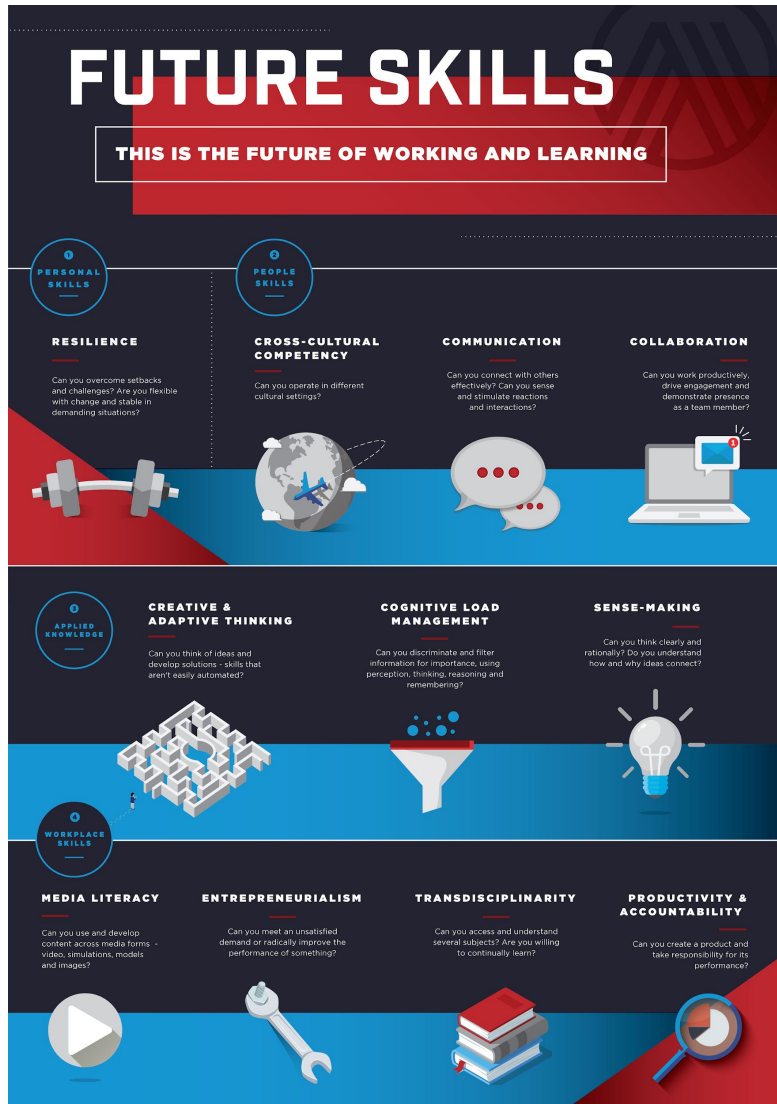 FUTURE SKILLS
THIS IS THE FUTURE OF WORKING AND LEARNING
1
PERSONAL
SKILLS
RESILIENCE
Can you overcome setbacks
and challenges? Are you flexible
with change and stable in
demanding situations?
2
PEOPLE
SKILLS
CROSS-CULTURAL
COMPETENCY
Can you operate in different
cultural settings?
COMMUNICATION
Can you connect with others
effectively? Can you sense
and stimulate reactions
and interactions?
COLLABORATION
Can you work productively,
drive engagement and
demonstrate presence
as a team member?
1
3
APPLIED
KNOWLEDGE
CREATIVE &
ADAPTIVE THINKING
Can you think of ideas and
develop solutions - skills that
aren't easily automated?
COGNITIVE LOAD
MANAGEMENT
Can you discriminate and filter
information for importance, using
perception, thinking, reasoning and
remembering?
SENSE-MAKING
Can you think clearly and
rationally? Do you understand
how and why ideas connect?
4
WORKPLACE
SKILLS
MEDIA LITERACY
Can you use and develop
content across media forms -
video, simulations, models
and images?
ENTREPRENEURIALISM
Can you meet an unsatisfied
demand or radically improve the
performance of something?
TRANSDISCIPLINARITY
Can you access and understand
several subjects? Are you willing
to continually learn?
PRODUCTIVITY &
ACCOUNTABILITY
Can you create a product and
take responsibility for its
performance?